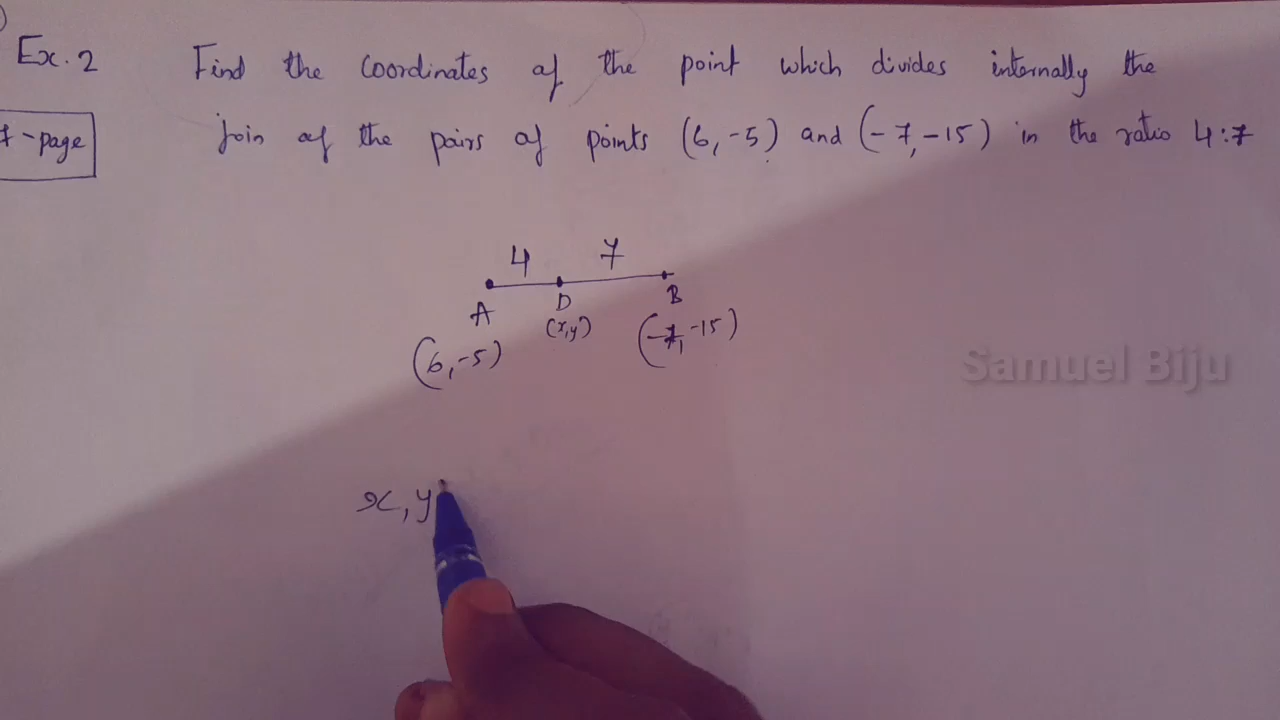 Ex. 2 Find the coordinates of the point which divides internally the
7-page join of the pairs of points (6, -5) and (-7, -15) in the ratio 4:7
4 7
A D B
(6, -5) (x,y) (-7, -15)
Samuel Biju
x, y